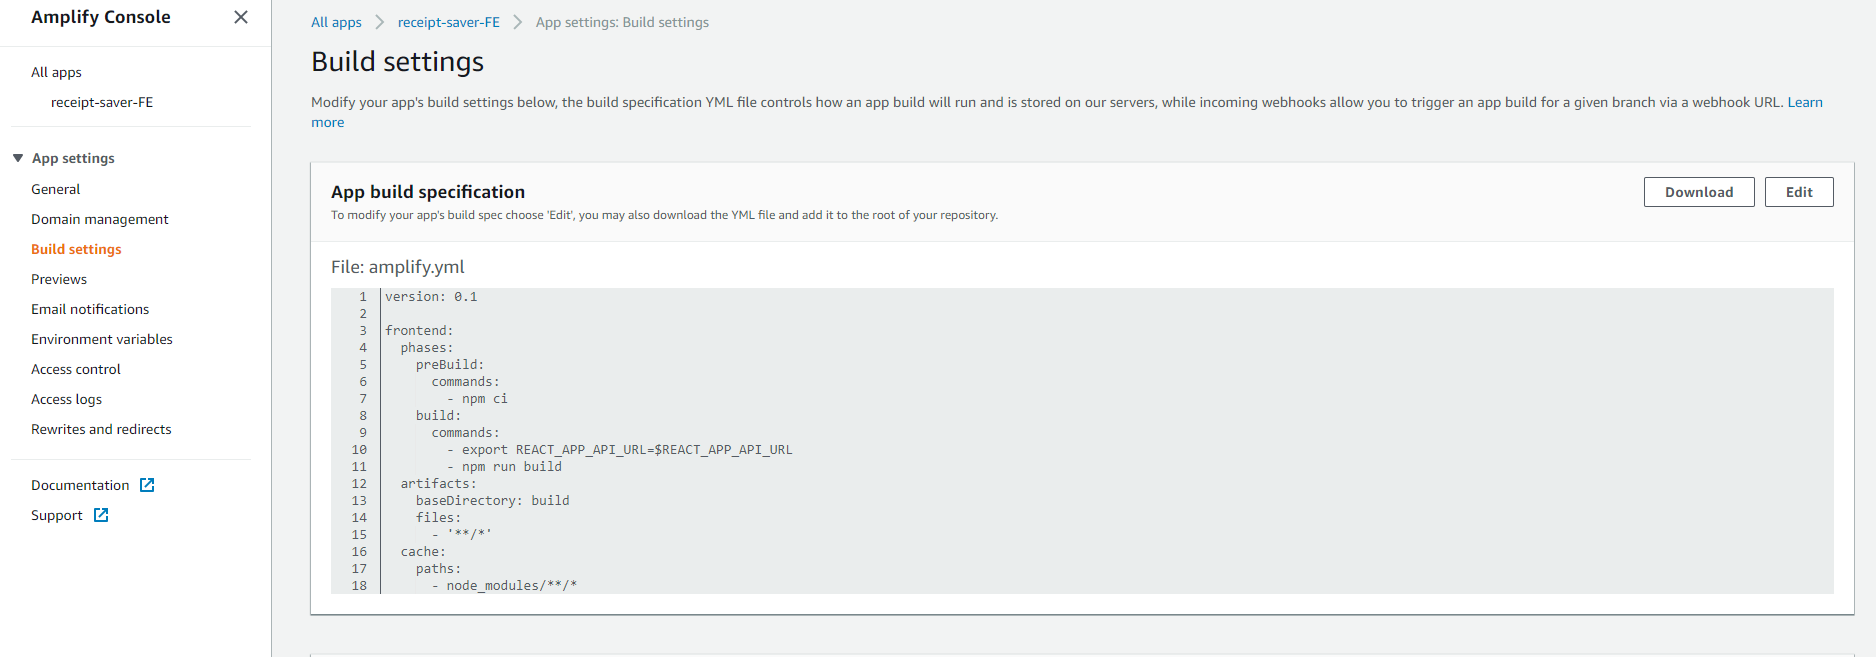 Amplify Console
All apps
receipt-saver-FE
App settings
General
Domain management
Build settings
Previews
Email notifications
Environment variables
Access control
Access logs
Rewrites and redirects
Documentation
Support
All apps > receipt-saver-FE > App settings: Build settings
Build settings
Modify your app's build settings below, the build specification YML file controls how an app build will run and is stored on our servers, while incoming webhooks allow you to trigger an app build for a given branch via a webhook URL. Learn
more
App build specification
Download
Edit
To modify your app's build spec choose 'Edit', you may also download the YML file and add it to the root of your repository.
File: amplify.yml
1 version: 0.1
2
3 frontend:
4   phases:
5     preBuild:
6       commands:
7         - npm ci
8     build:
9       commands:
10         - export REACT_APP_API_URL=$REACT_APP_API_URL
11         - npm run build
12   artifacts:
13     baseDirectory: build
14     files:
15       - '**/*'
16   cache:
17     paths:
18       - node_modules/**/*